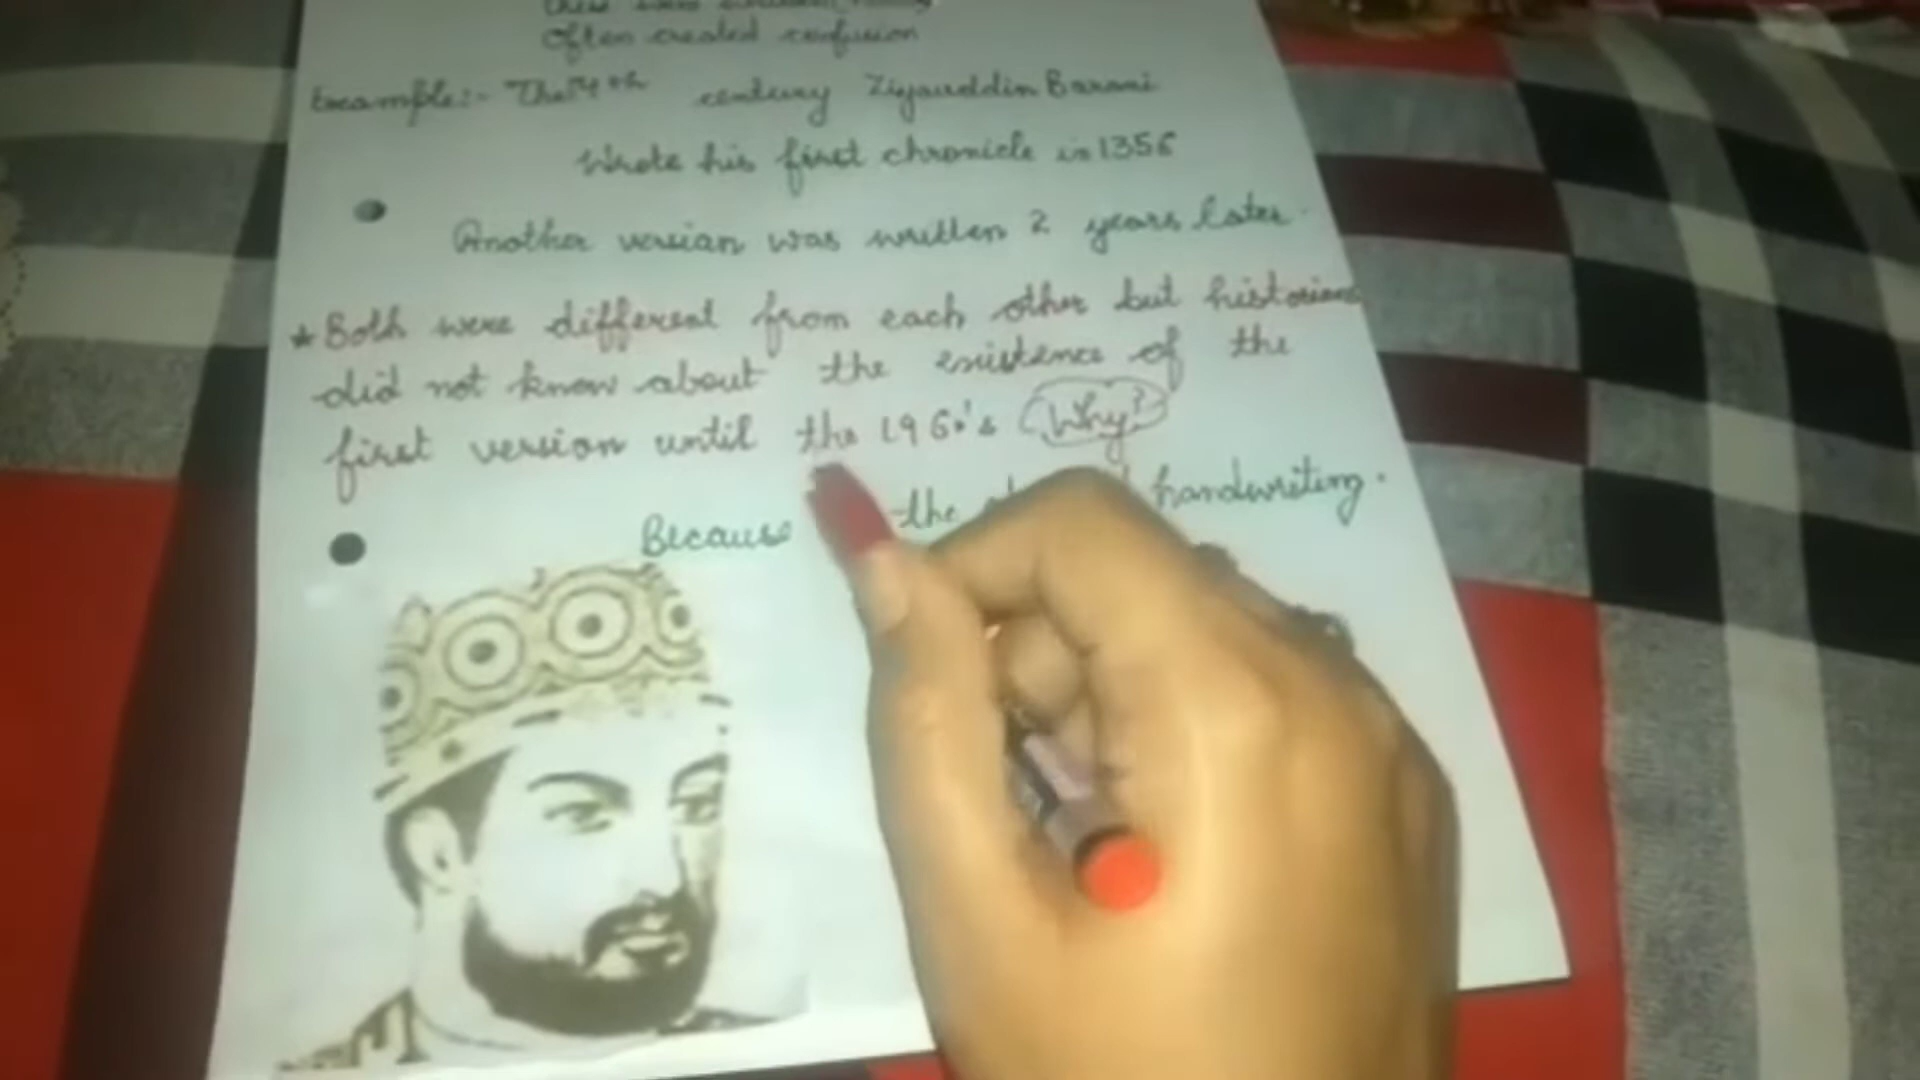 Often created confusion
Example:- The 14th century Ziyauddin Barani
Wrote his first chronicle in 1356
Another version was written 2 years later.
* Both were different from each other but historians
did not know about the existence of the
first version until the 1960's Why?
Because the handwriting.